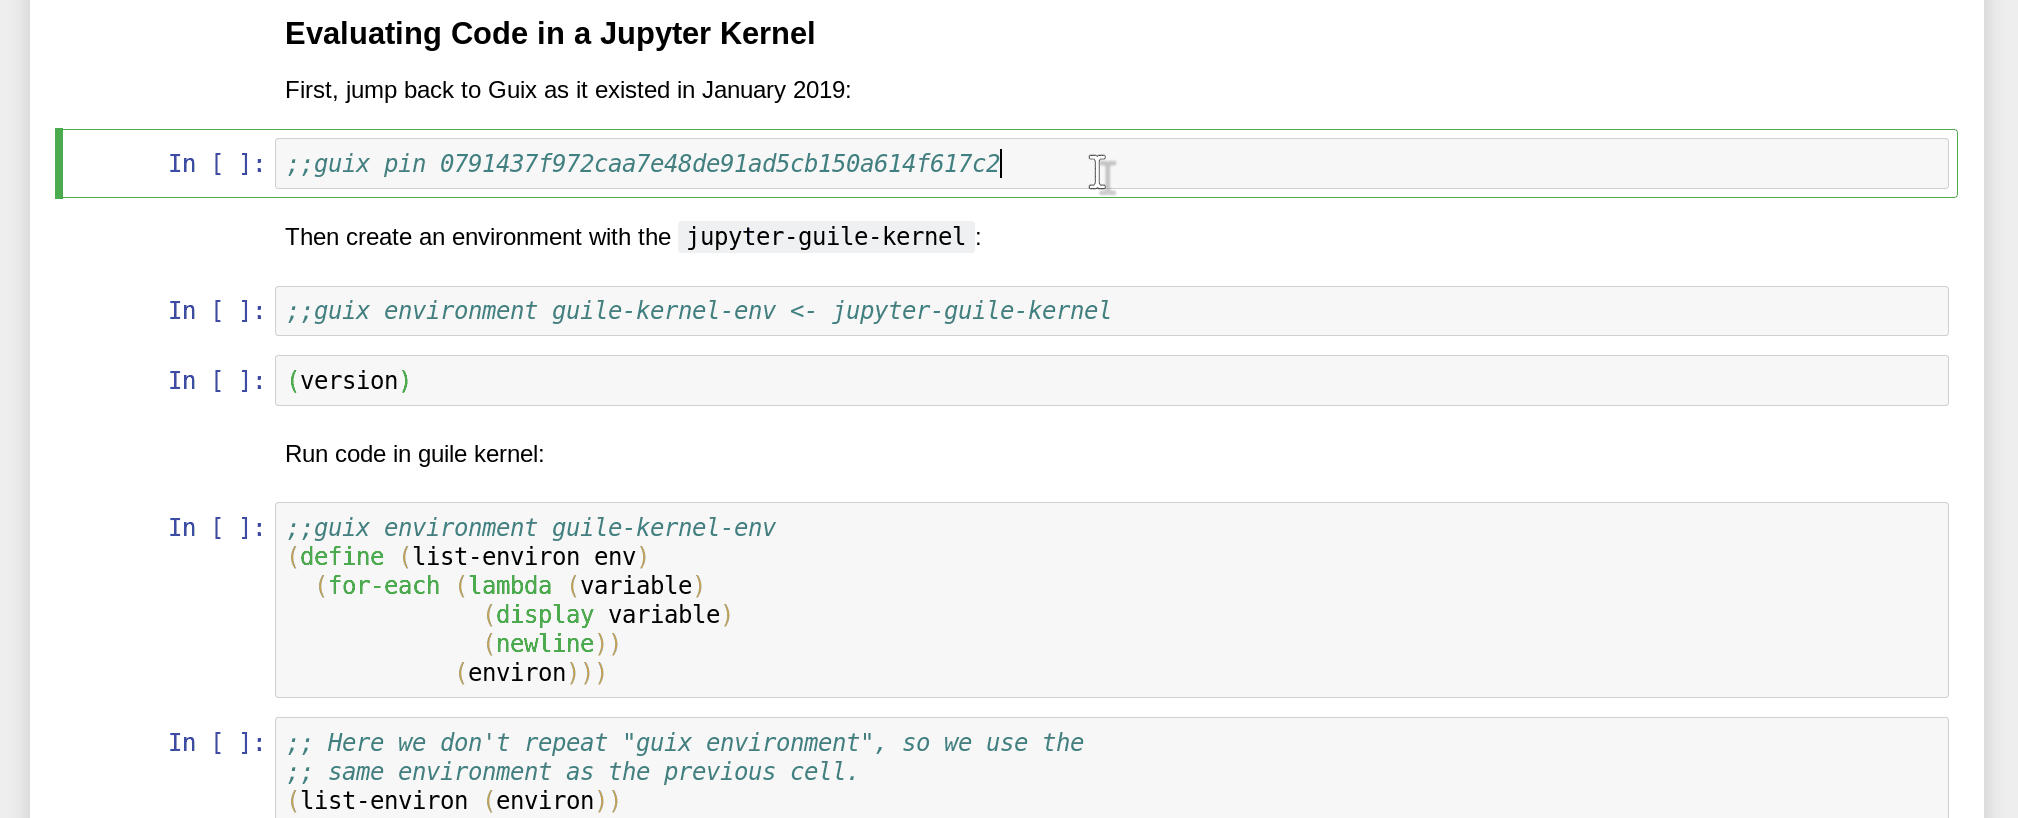 Evaluating Code in a Jupyter Kernel
First, jump back to Guix as it existed in January 2019:
In [ ]: ;;guix pin 0791437f972caa7e48de91ad5cb150a614f617c2
Then create an environment with the jupyter-guile-kernel:
In [ ]: ;;guix environment guile-kernel-env <- jupyter-guile-kernel
In [ ]: (version)
Run code in guile kernel:
In [ ]: ;;guix environment guile-kernel-env
(define (list-environ env)
  (for-each (lambda (variable)
              (display variable)
              (newline))
            (environ)))
In [ ]: ;; Here we don't repeat "guix environment", so we use the
;; same environment as the previous cell.
(list-environ (environ))